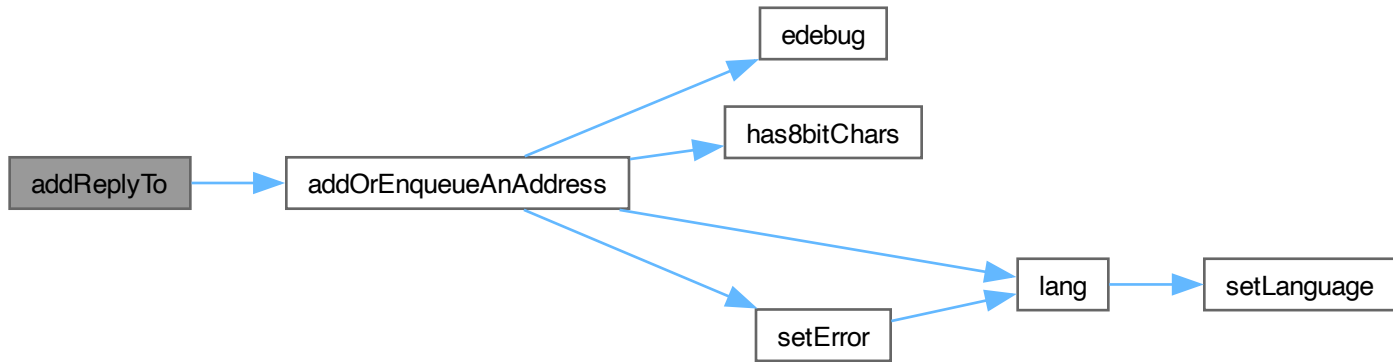 edebug
has8bitChars
addReplyTo
addOrEnqueueAnAddress
lang
setLanguage
setError